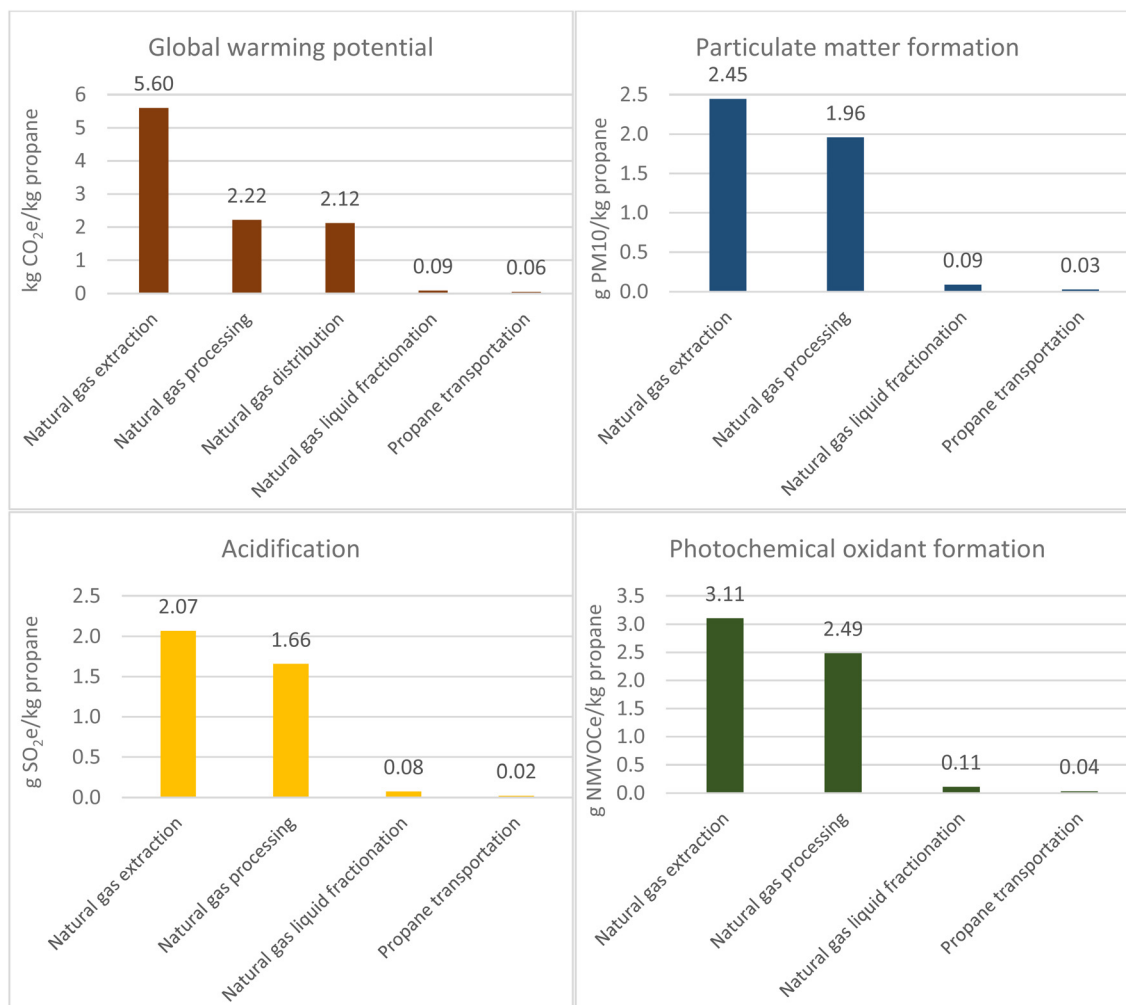 Global warming potential
5.60
2.22
2.12
0.09
0.06
6
5
4
3
2
1
0
kg CO₂e/kg propane
Natural gas extraction
Natural gas processing
Natural gas distribution
Natural gas liquid fractionation
Propane transportation
Particulate matter formation
2.45
1.96
0.09
0.03
2.5
2.0
1.5
1.0
0.5
0.0
g PM10/kg propane
Natural gas extraction
Natural gas processing
Natural gas liquid fractionation
Propane transportation
Acidification
2.07
1.66
0.08
0.02
2.5
2.0
1.5
1.0
0.5
0.0
g SO₂e/kg propane
Natural gas extraction
Natural gas processing
Natural gas liquid fractionation
Propane transportation
Photochemical oxidant formation
3.11
2.49
0.11
0.04
3.5
3.0
2.5
2.0
1.5
1.0
0.5
0.0
g NMVOCe/kg propane
Natural gas extraction
Natural gas processing
Natural gas liquid fractionation
Propane transportation